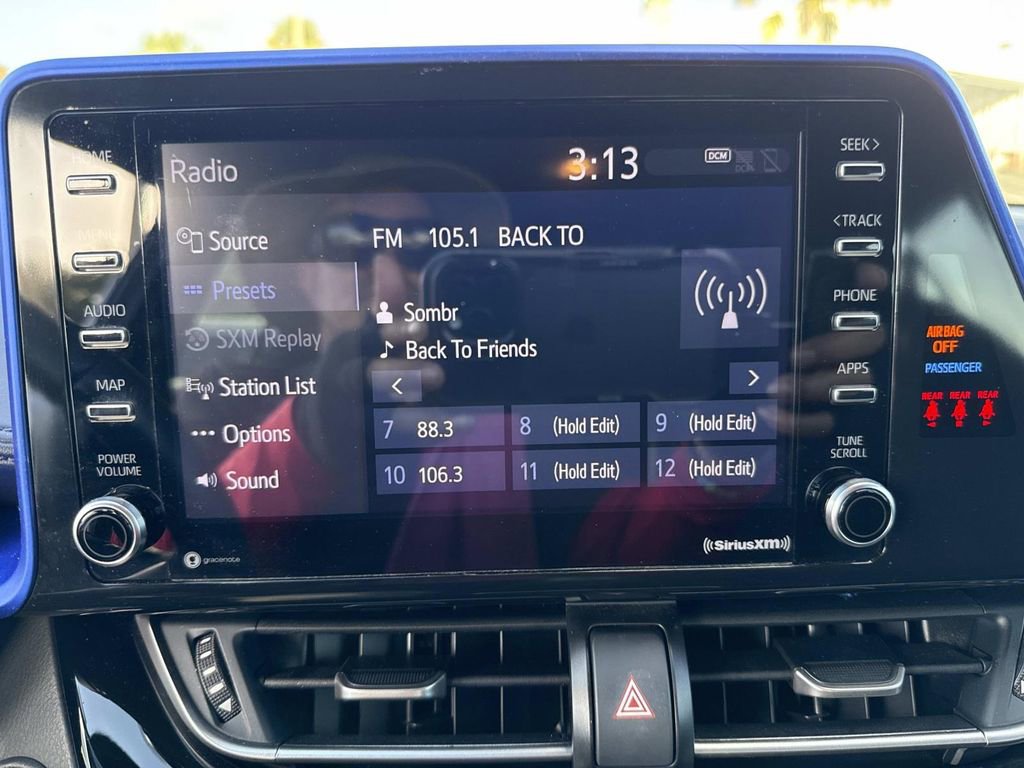 HOME
MENU
AUDIO
MAP
POWER
VOLUME
Radio
3:13
DCM
Source
Presets
SXM Replay
Station List
Options
Sound
FM 105.1 BACK TO
Sombr
Back To Friends
<
>
7 88.3
8 (Hold Edit)
9 (Hold Edit)
10 106.3
11 (Hold Edit)
12 (Hold Edit)
gracenote
((SiriusXM))
SEEK>
<TRACK
PHONE
APPS
TUNE
SCROLL
AIRBAG
OFF
PASSENGER
REAR REAR REAR